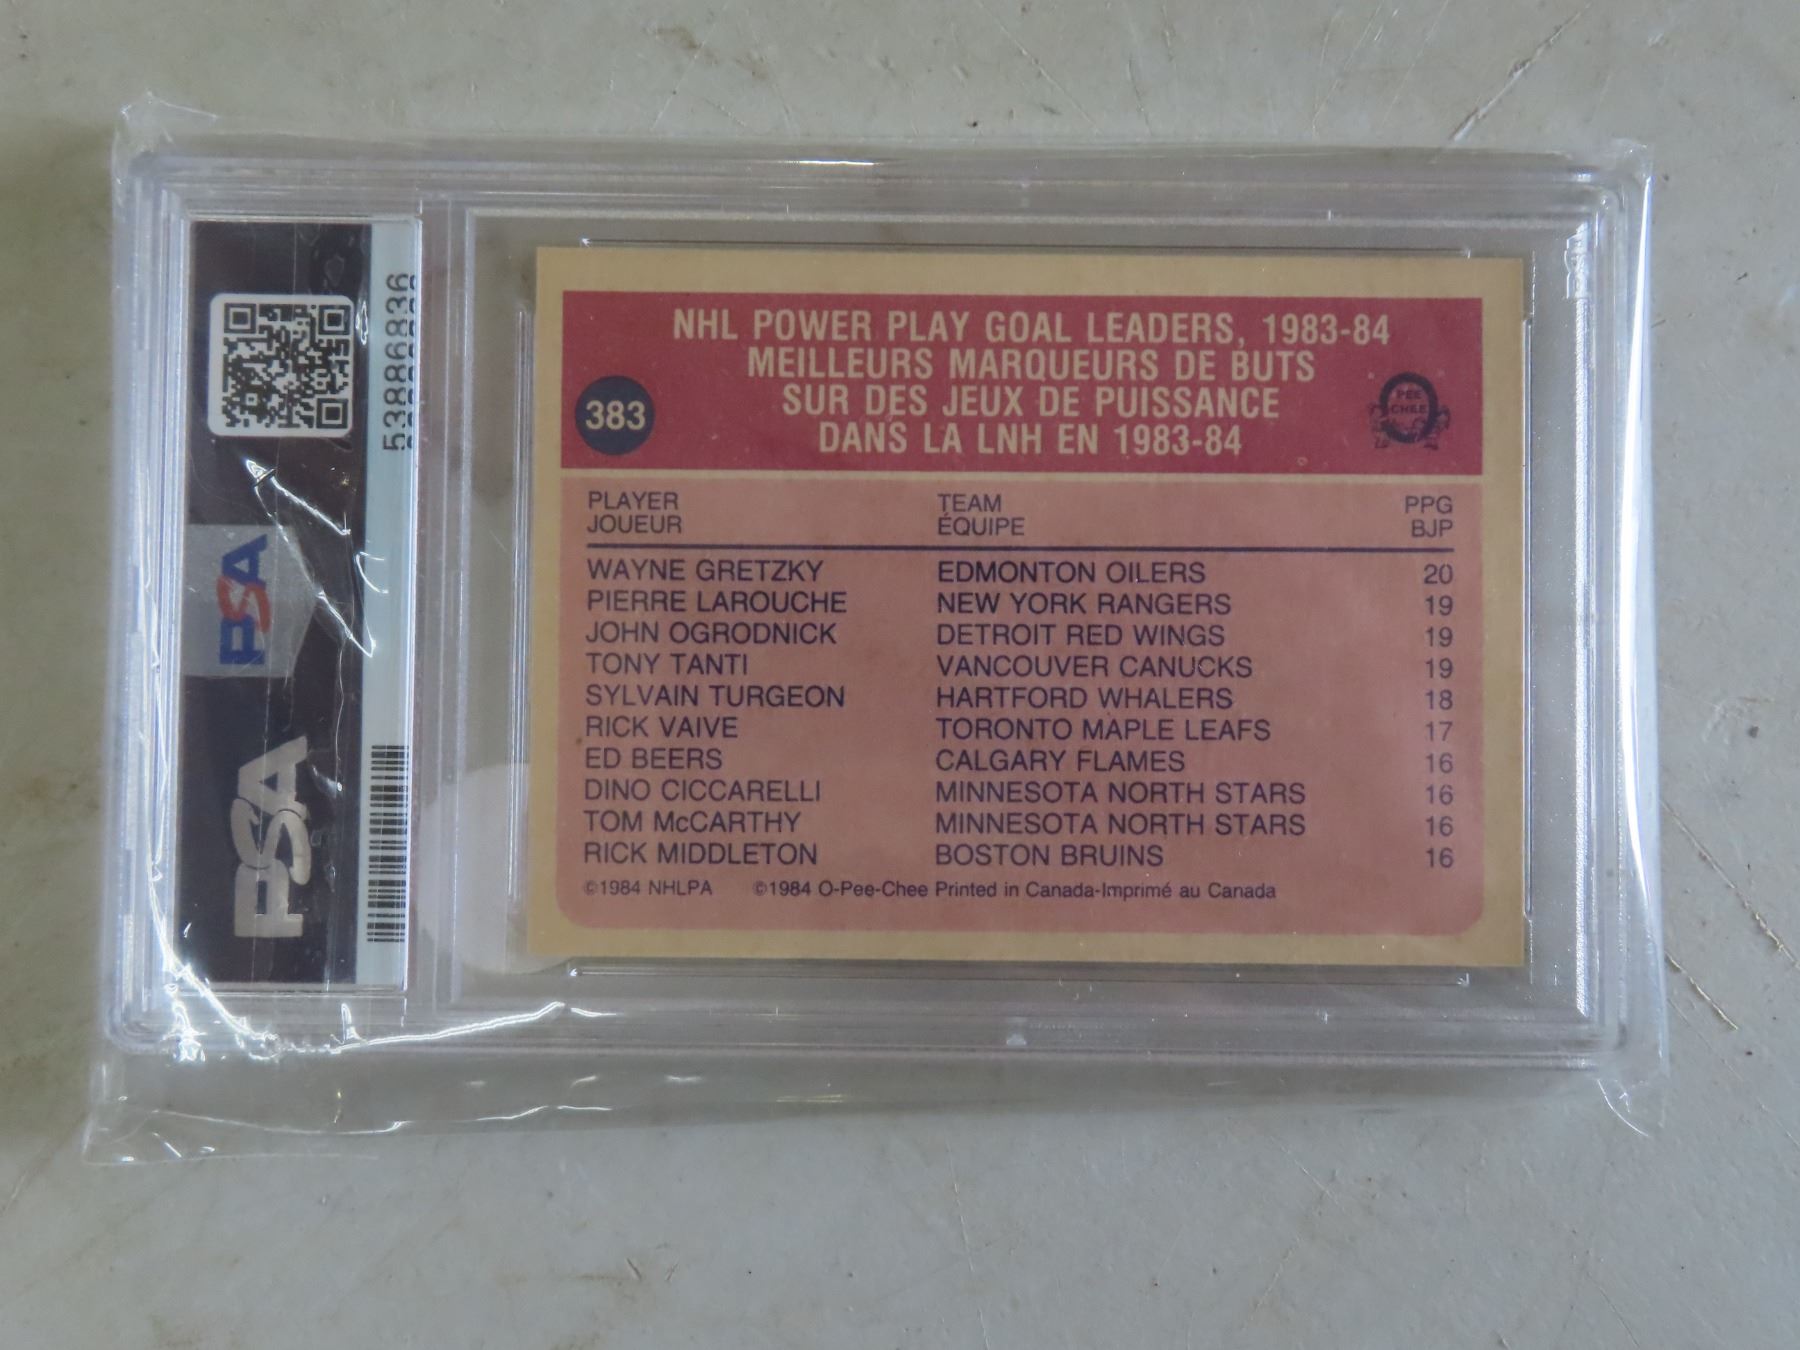 53886836
PSA
PSA
NHL POWER PLAY GOAL LEADERS, 1983-84
MEILLEURS MARQUEURS DE BUTS
SUR DES JEUX DE PUISSANCE
DANS LA LNH EN 1983-84
383
PEE
CHEE
PLAYER TEAM PPG
JOUEUR ÉQUIPE BJP
WAYNE GRETZKY EDMONTON OILERS 20
PIERRE LAROUCHE NEW YORK RANGERS 19
JOHN OGRODNICK DETROIT RED WINGS 19
TONY TANTI VANCOUVER CANUCKS 19
SYLVAIN TURGEON HARTFORD WHALERS 18
RICK VAIVE TORONTO MAPLE LEAFS 17
ED BEERS CALGARY FLAMES 16
DINO CICCARELLI MINNESOTA NORTH STARS 16
TOM McCARTHY MINNESOTA NORTH STARS 16
RICK MIDDLETON BOSTON BRUINS 16
©1984 NHLPA ©1984 O-Pee-Chee Printed in Canada-Imprimé au Canada